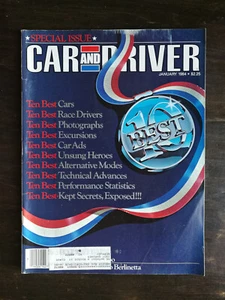 SPECIAL ISSUE
CAR AND DRIVER
JANUARY 1984 • $2.25
Ten Best Cars
Ten Best Race Drivers
Ten Best Photographs
Ten Best Excursions
Ten Best Car Ads
Ten Best Unsung Heroes
Ten Best Alternative Modes
Ten Best Technical Advances
Ten Best Performance Statistics
Ten Best Kept Secrets, Exposed!!!
10
BEST
Berlinetta